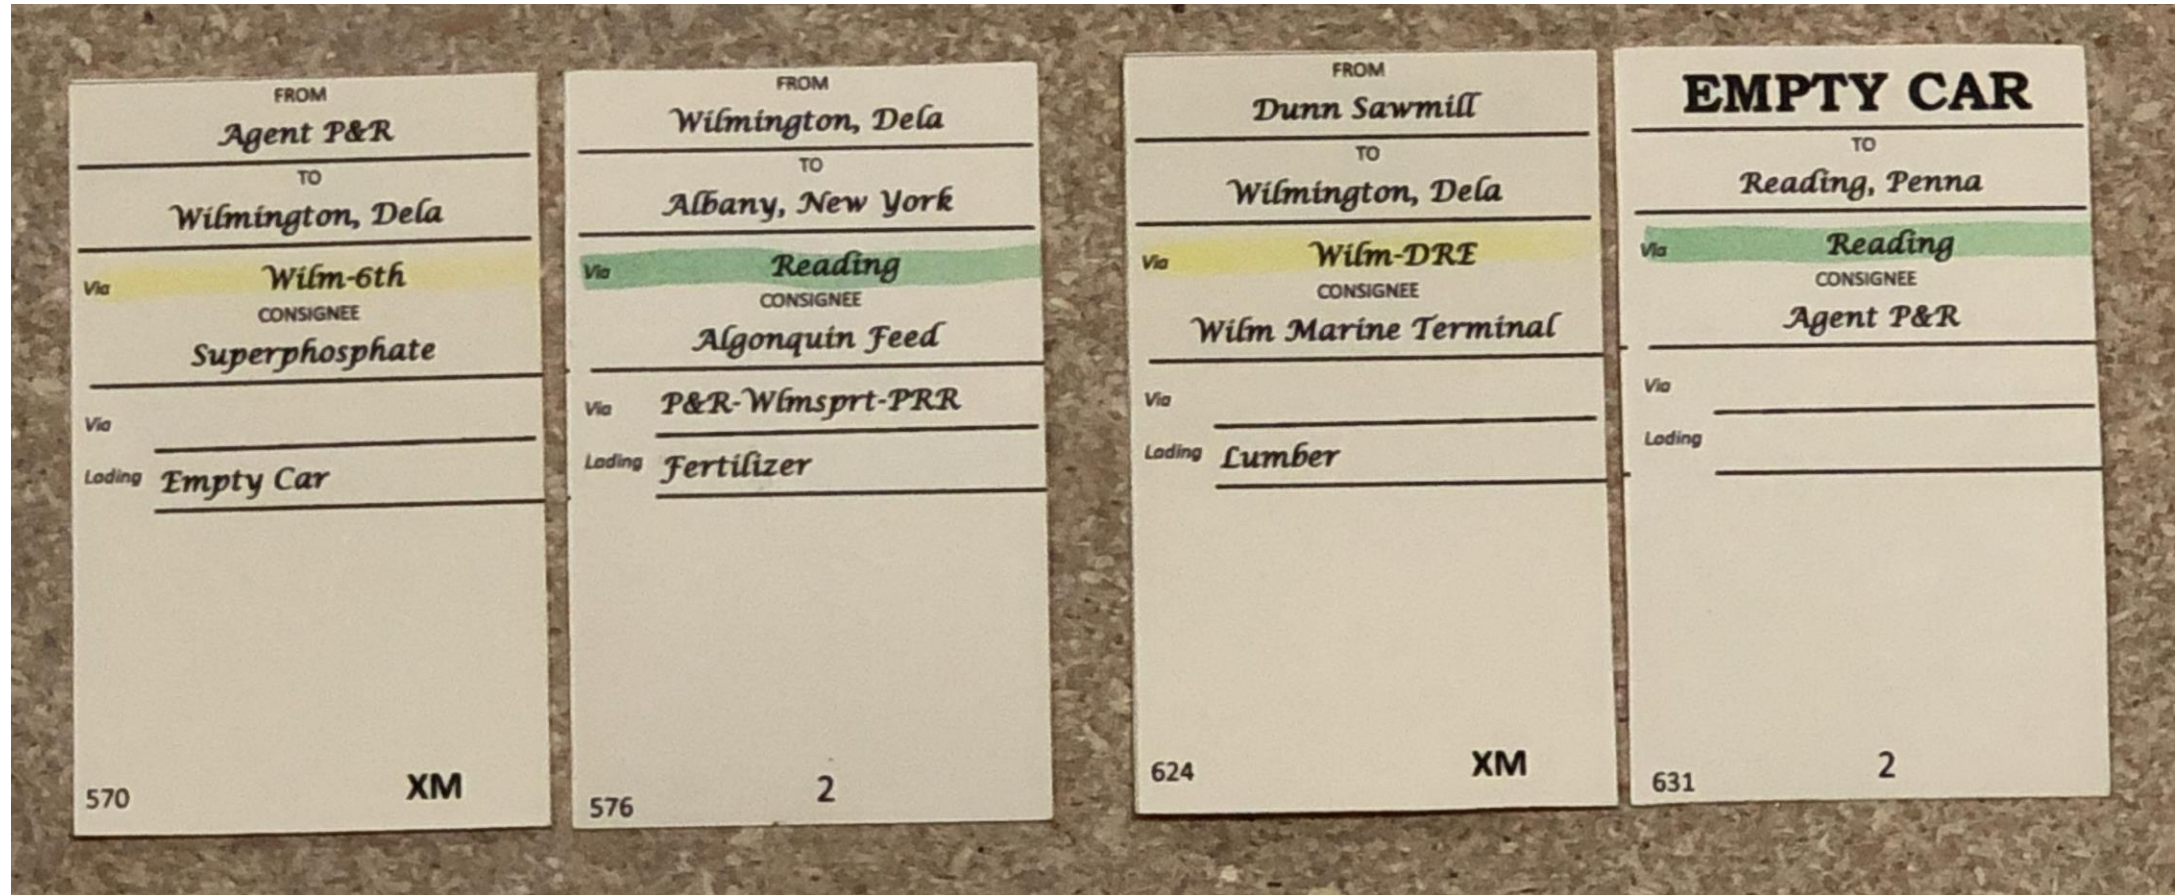 FROM
Agent P&R
TO
Wilmington, Dela
Via Wilm-6th
CONSIGNEE
Superphosphate
Via
Lading Empty Car
570 XM
FROM
Wilmington, Dela
TO
Albany, New York
Via Reading
CONSIGNEE
Algonquin Feed
Via P&R-Wlmsprt-PRR
Lading Fertilizer
576 2
FROM
Dunn Sawmill
TO
Wilmington, Dela
Via Wilm-DRE
CONSIGNEE
Wilm Marine Terminal
Via
Lading Lumber
624 XM
EMPTY CAR
TO
Reading, Penna
Via Reading
CONSIGNEE
Agent P&R
Via
Lading
631 2